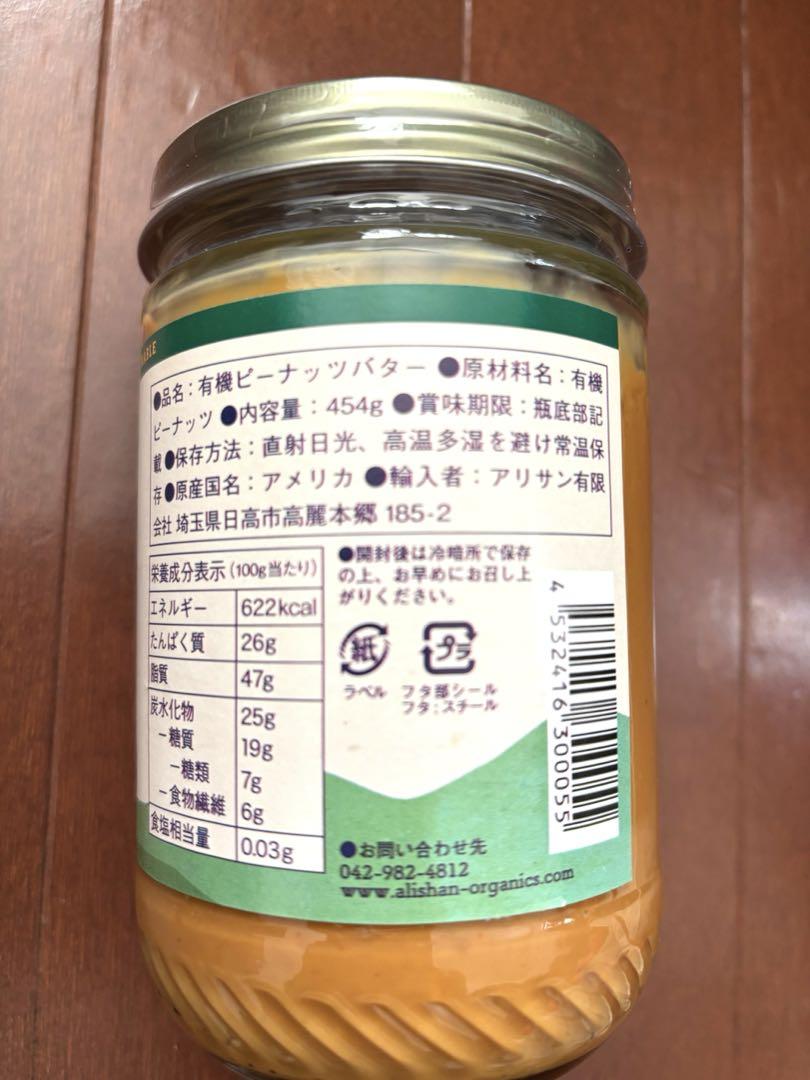 ABLE
●品名：有機ピーナッツバター ●原材料名：有機
ピーナッツ ●内容量：454g ●賞味期限：瓶底部記
載●保存方法：直射日光、高温多湿を避け常温保
存●原産国名：アメリカ ●輸入者：アリサン有限
会社 埼玉県日高市高麗本郷 185-2
栄養成分表示(100g当たり)
エネルギー 622kcal
たんぱく質 26g
脂質 47g
炭水化物 25g
－糖質 19g
－糖類 7g
－食物繊維 6g
食塩相当量 0.03g
●開封後は冷暗所で保存
の上、お早めにお召し上
がりください。
紙 プラ
ラベル フタ部シール
フタ：スチール
4 532416 300055
●お問い合わせ先
042-982-4812
www.alishan-organics.com